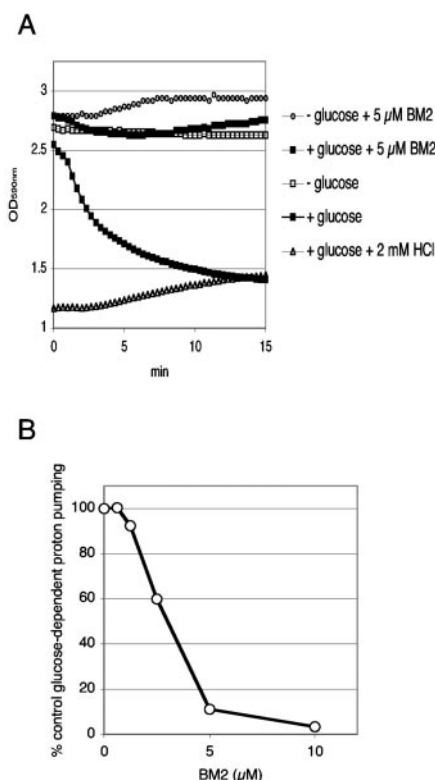 A
3
2.5
2
1.5
1
OD590nm
0
5
10
15
min
- glucose + 5 µM BM2
+ glucose + 5 µM BM2
- glucose
+ glucose
+ glucose + 2 mM HCl
B
% control glucose-dependent proton pumping
100
80
60
40
20
0
0
5
10
BM2 (µM)